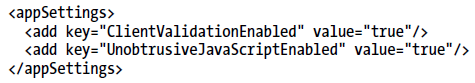 <appSettings>
  <add key="ClientValidationEnabled" value="true"/>
  <add key="UnobtrusiveJavaScriptEnabled" value="true"/>
</appSettings>